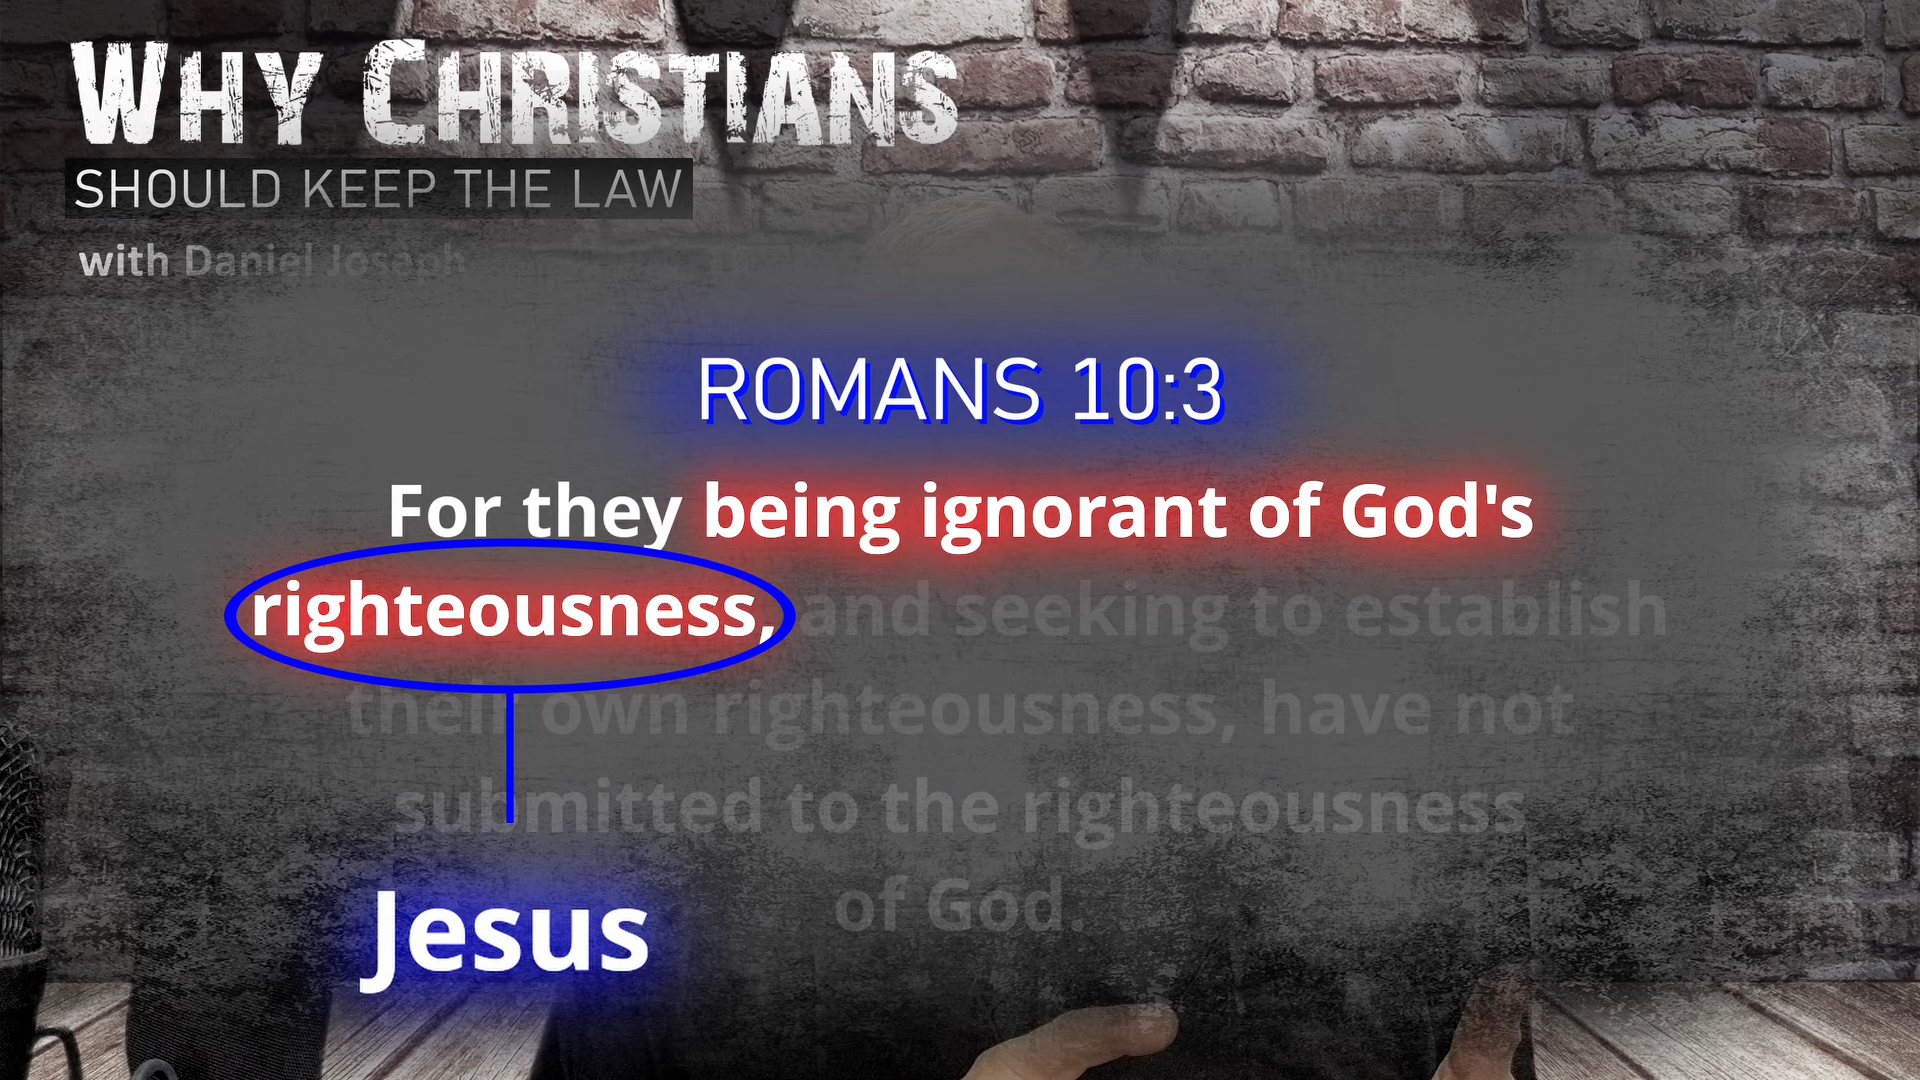 WHY CHRISTIANS
SHOULD KEEP THE LAW
with Daniel Joseph
ROMANS 10:3
For they being ignorant of God's
righteousness, and seeking to establish
their own righteousness, have not
submitted to the righteousness
of God.
Jesus